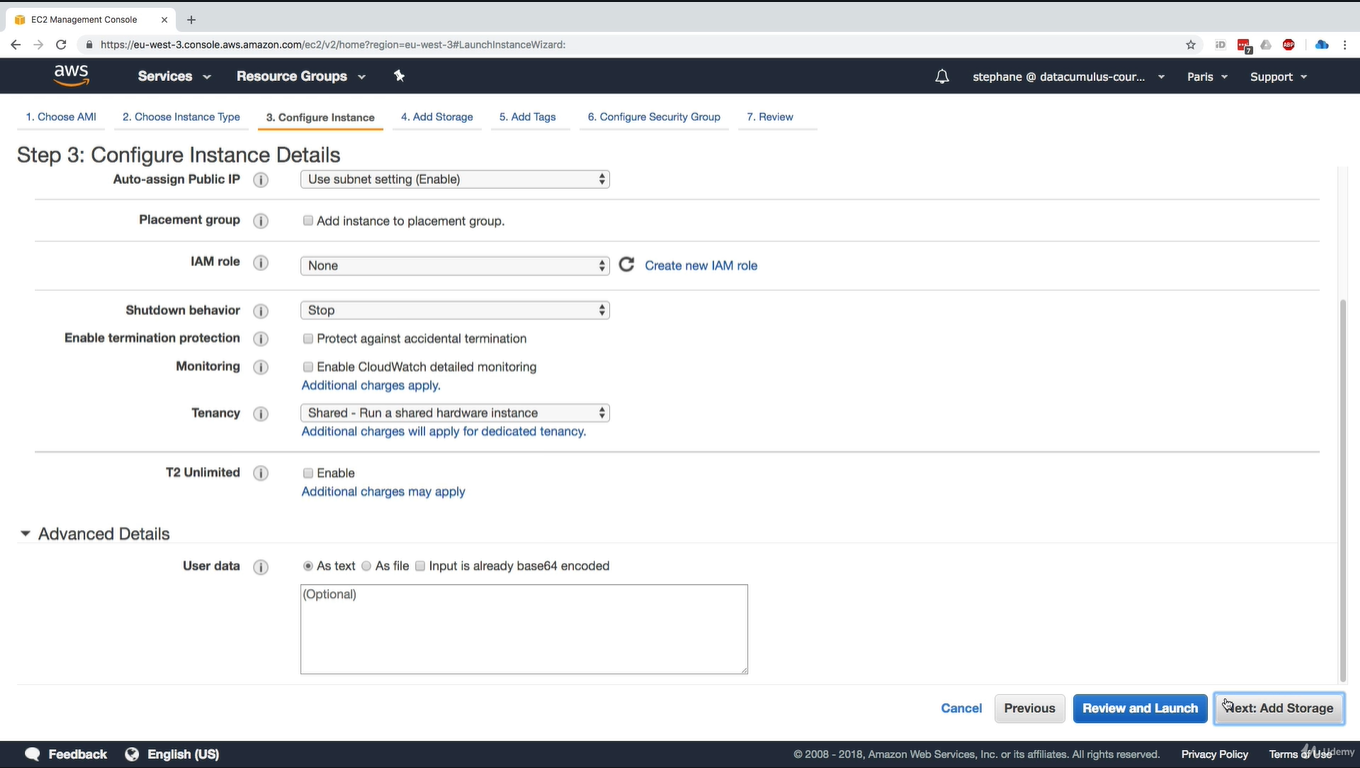 EC2 Management Console
https://eu-west-3.console.aws.amazon.com/ec2/v2/home?region=eu-west-3#LaunchInstanceWizard:
iD
7
ABP
aws Services Resource Groups stephane @ datacumulus-cour... Paris Support
1. Choose AMI 2. Choose Instance Type 3. Configure Instance 4. Add Storage 5. Add Tags 6. Configure Security Group 7. Review
Step 3: Configure Instance Details
Auto-assign Public IP i Use subnet setting (Enable)
Placement group i Add instance to placement group.
IAM role i None Create new IAM role
Shutdown behavior i Stop
Enable termination protection i Protect against accidental termination
Monitoring i Enable CloudWatch detailed monitoring
Additional charges apply.
Tenancy i Shared - Run a shared hardware instance
Additional charges will apply for dedicated tenancy.
T2 Unlimited i Enable
Additional charges may apply
Advanced Details
User data i As text As file Input is already base64 encoded
(Optional)
Cancel Previous Review and Launch Next: Add Storage
Feedback English (US) © 2008 - 2018, Amazon Web Services, Inc. or its affiliates. All rights reserved. Privacy Policy Terms of Use
Udemy